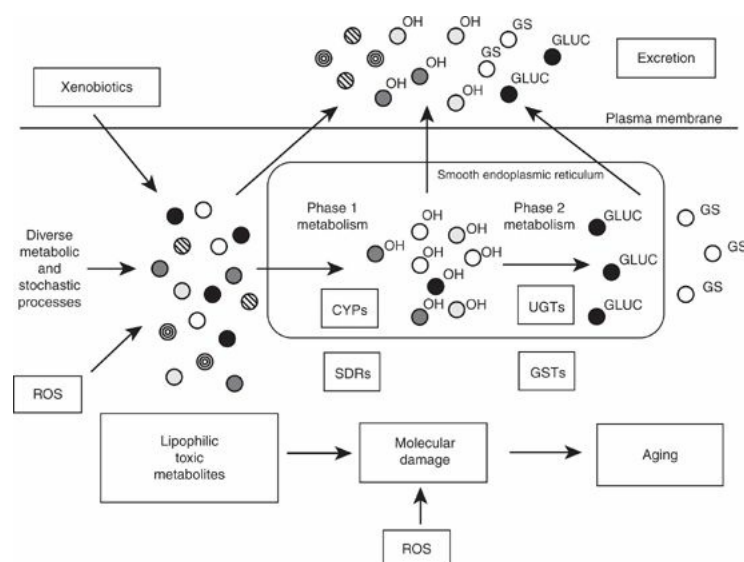 OH
OH
GS
GLUC
Excretion
Xenobiotics
OH
GS
GLUC
OH
Plasma membrane
Smooth endoplasmic reticulum
Phase 1
metabolism
OH
OH
Phase 2
metabolism
GLUC
GS
Diverse
metabolic
and
stochastic
processes
OH
OH
OH
OH
GLUC
GS
CYPs
OH
OH
UGTs
GLUC
GS
ROS
SDRs
GSTs
Lipophilic
toxic
metabolites
Molecular
damage
Aging
ROS